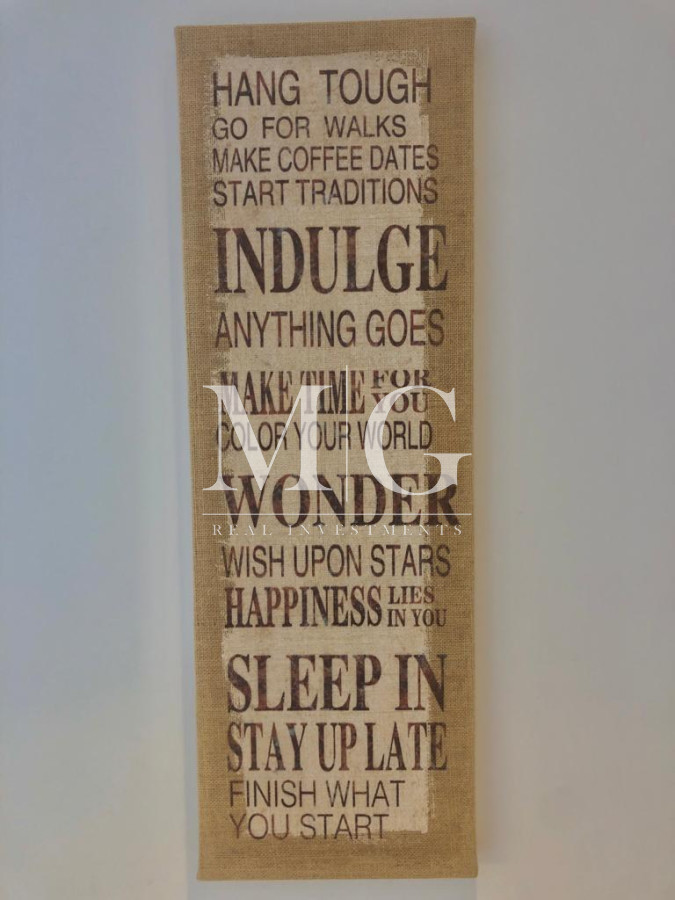 HANG TOUGH
GO FOR WALKS
MAKE COFFEE DATES
START TRADITIONS
INDULGE
ANYTHING GOES
MAKE TIME FOR YOU
COLOR YOUR WORLD
M|G
WONDER
REAL INVESTMENTS
WISH UPON STARS
HAPPINESS LIES IN YOU
SLEEP IN
STAY UP LATE
FINISH WHAT
YOU START